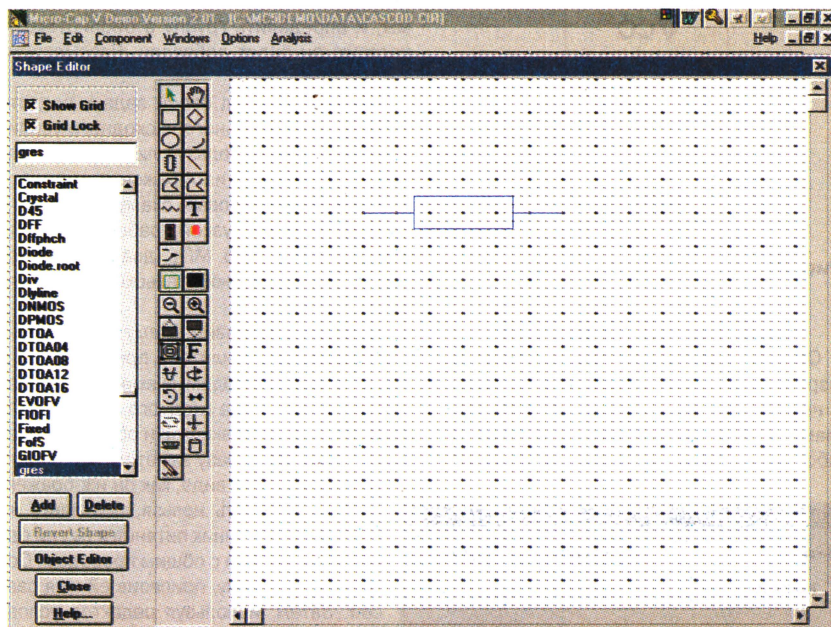 Micro-Cap V Demo Version 2.01 - [C:\MC5DEMO\DATA\CASCOD.CIR]
File Edit Component Windows Options Analysis Help
Shape Editor
Show Grid
Grid Lock
gres
Constraint
Crystal
D45
DFF
Dffphch
Diode
Diode.root
Div
Dlyline
DNMOS
DPMOS
DTOA
DTOA04
DTOA08
DTOA12
DTOA16
EVOFV
FIOFI
Fixed
FofS
GIOFV
gres
Add Delete
Revert Shape
Object Editor
Close
Help...
T
F